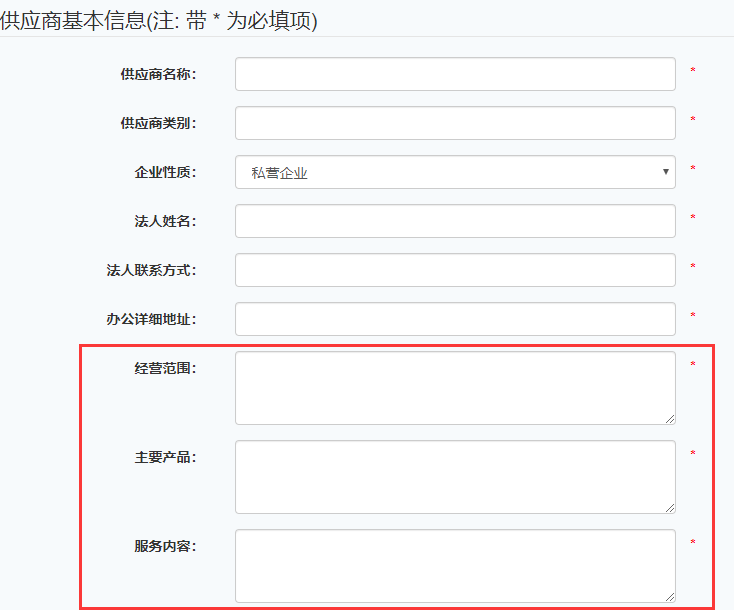 供应商基本信息(注: 带 * 为必填项)
供应商名称： *
供应商类别： *
企业性质： 私营企业 *
法人姓名： *
法人联系方式： *
办公详细地址： *
经营范围： *
主要产品： *
服务内容： *